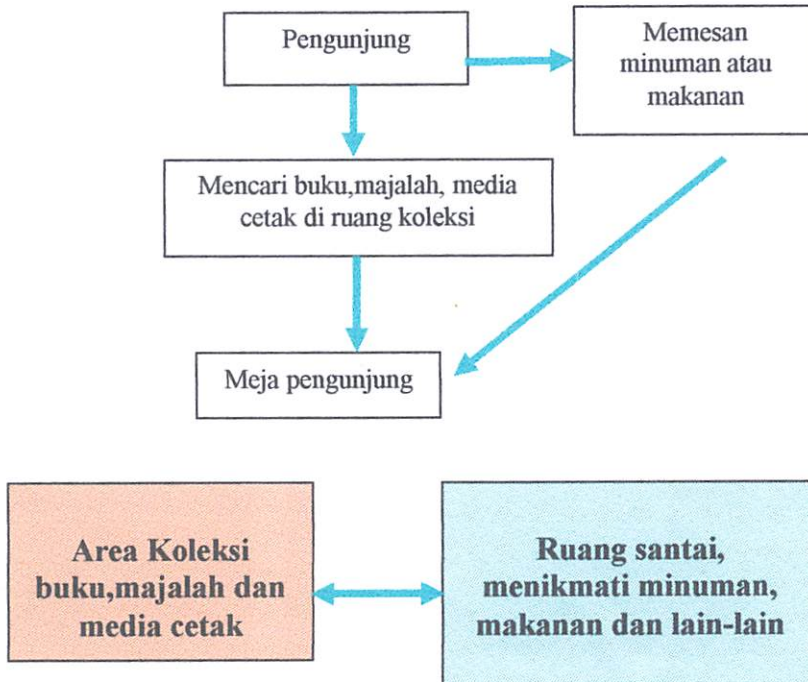 Pengunjung
Memesan
minuman atau
makanan
Mencari buku,majalah, media
cetak di ruang koleksi
Meja pengunjung
Area Koleksi
buku,majalah dan
media cetak
Ruang santai,
menikmati minuman,
makanan dan lain-lain